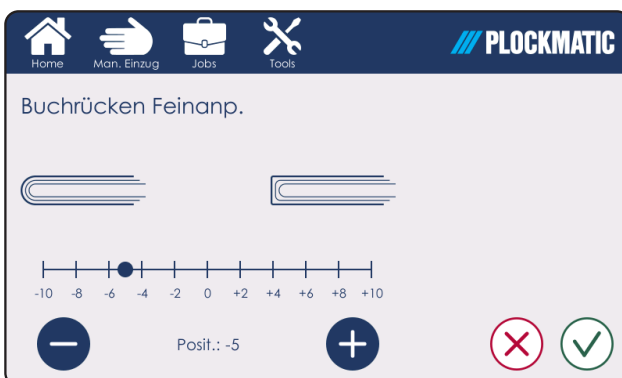 Home Man. Einzug Jobs Tools
PLOCKMATIC
Buchrücken Feinanp.
-10 -8 -6 -4 -2 0 +2 +4 +6 +8 +10
Posit.: -5